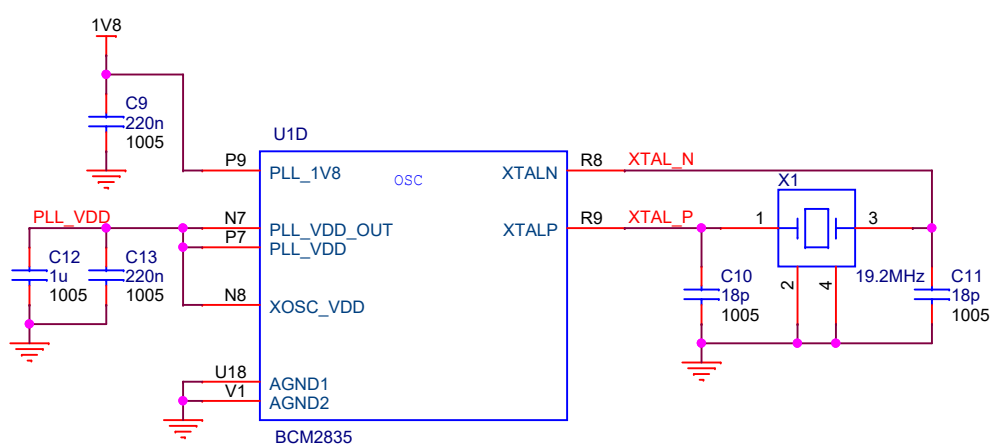 1V8
C9
220n
1005
U1D
P9
PLL_1V8
OSC
XTALN
R8
XTAL_N
X1
PLL_VDD
N7
PLL_VDD_OUT
P7
PLL_VDD
XTALP
R9
XTAL_P
1
3
C12
1u
1005
C13
220n
1005
N8
XOSC_VDD
C10
18p
1005
2
4
19.2MHz
C11
18p
1005
U18
AGND1
V1
AGND2
BCM2835